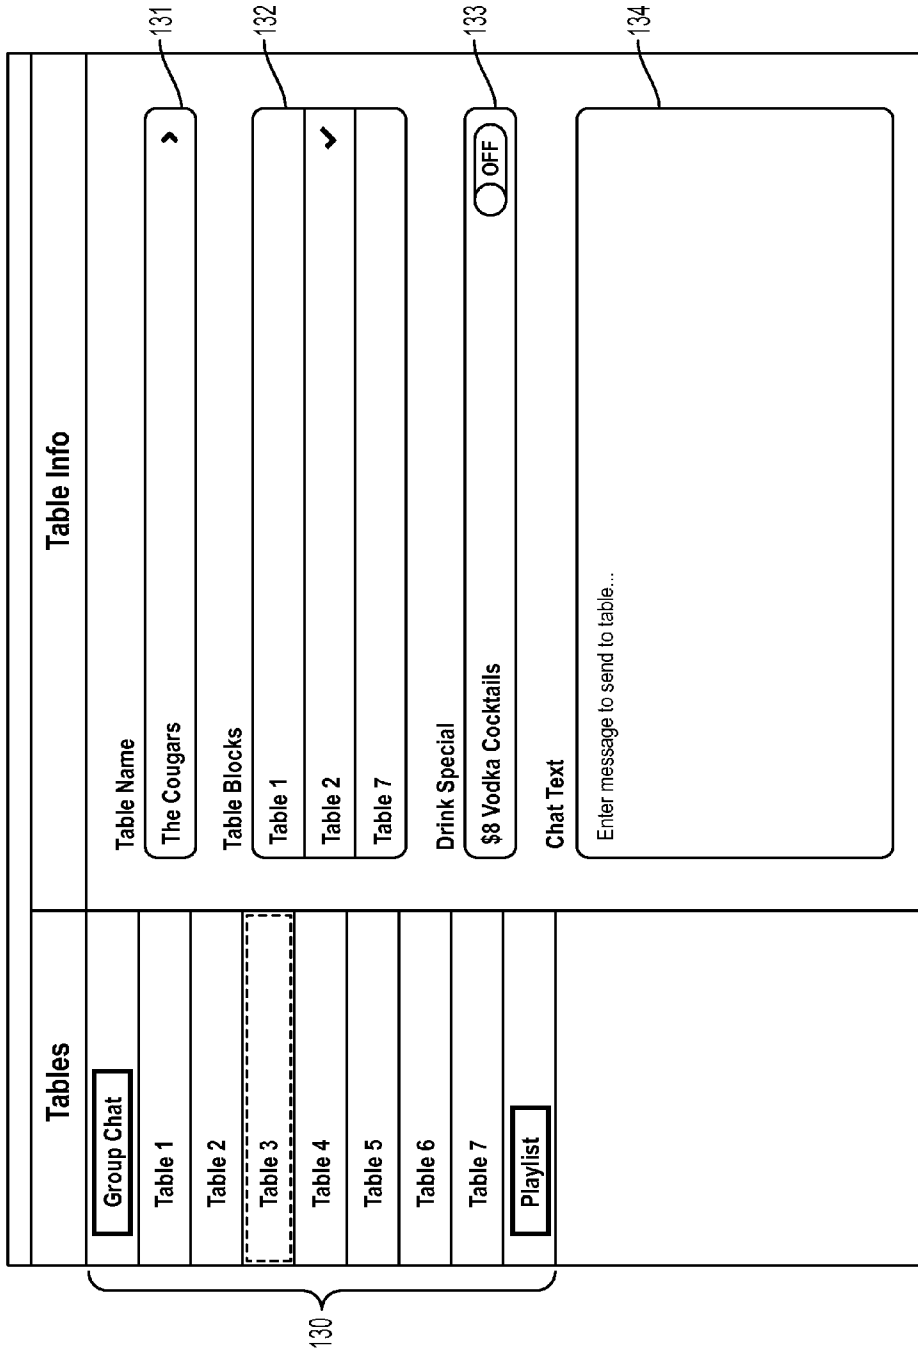 Tables
Group Chat
Table 1
Table 2
Table 3
Table 4
Table 5
Table 6
Table 7
Playlist
130
Table Info
Table Name
The Cougars
131
Table Blocks
Table 1
Table 2
Table 7
132
Drink Special
$8 Vodka Cocktails
OFF
133
Chat Text
Enter message to send to table...
134